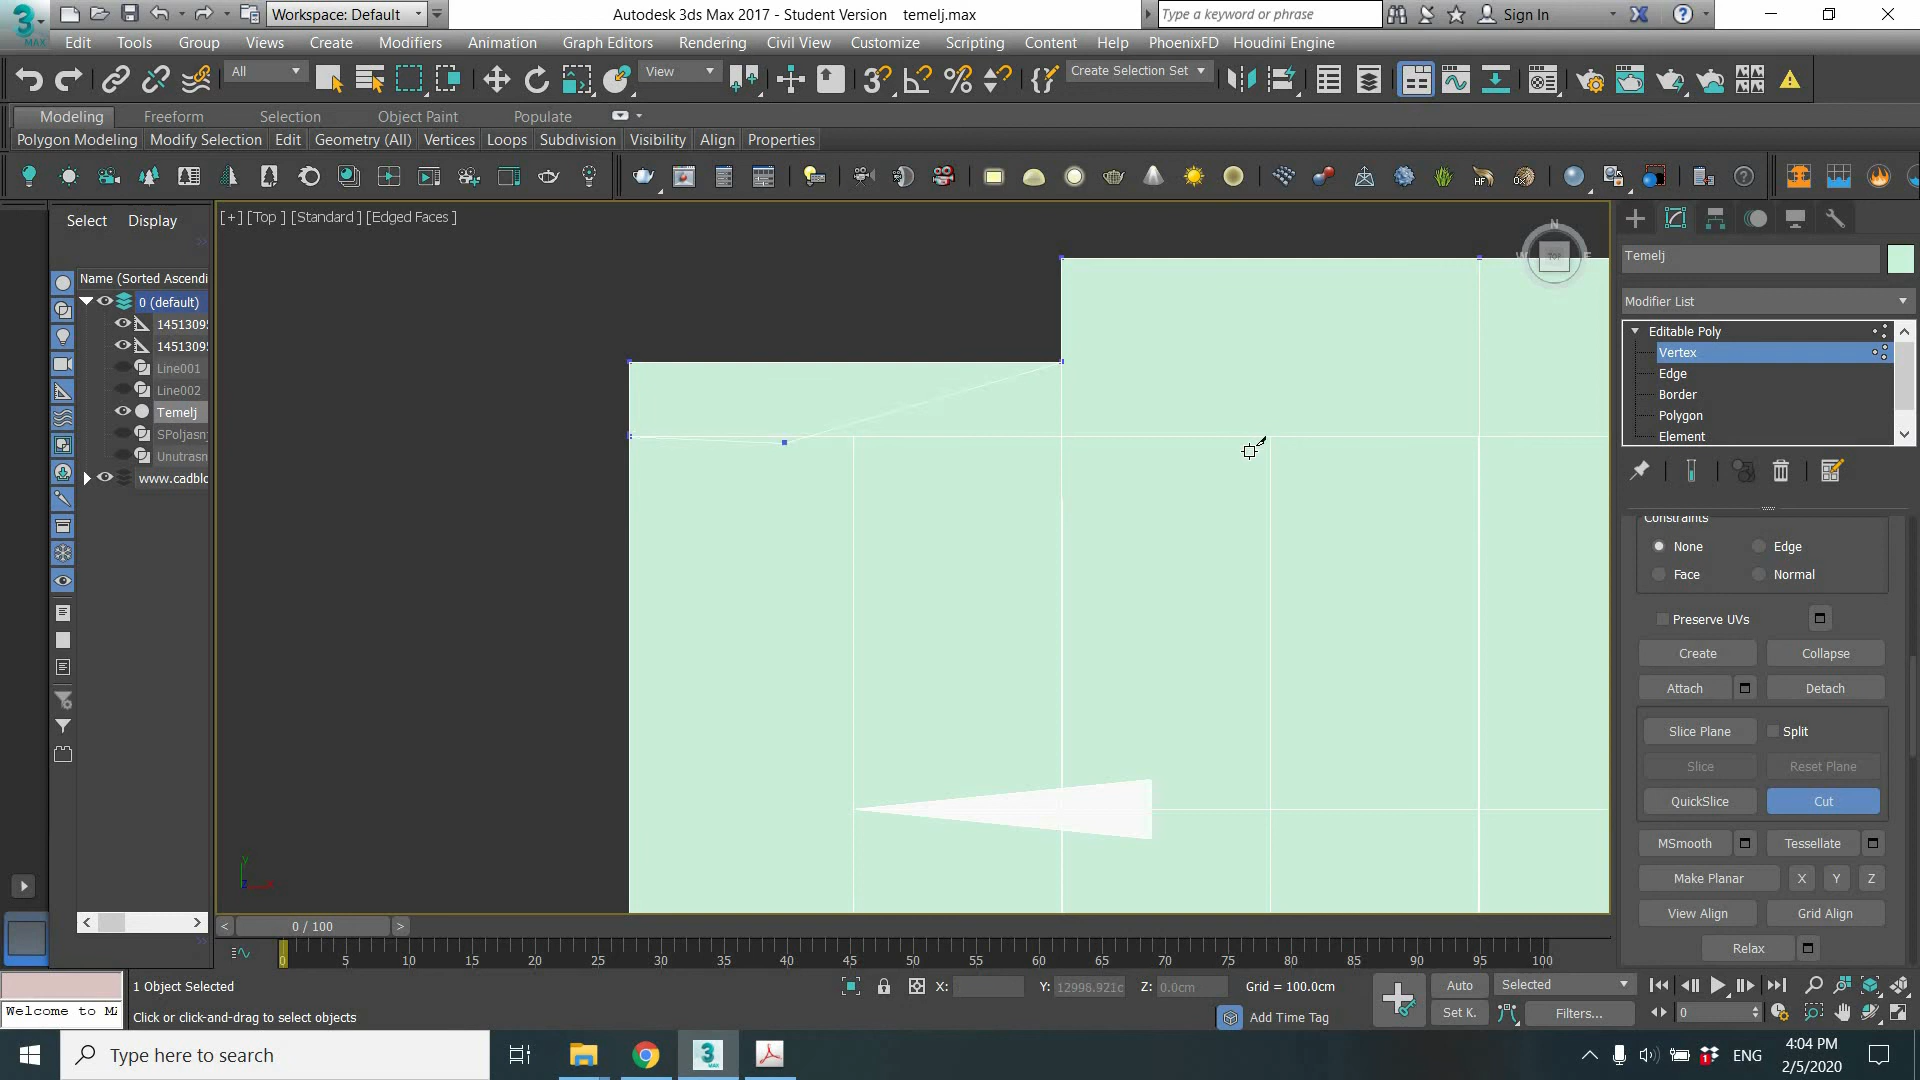 Workspace: Default
Autodesk 3ds Max 2017 - Student Version temelj.max
Type a keyword or phrase
Sign In
MAX
Edit Tools Group Views Create Modifiers Animation Graph Editors Rendering Civil View Customize Scripting Content Help PhoenixFD Houdini Engine
All
View
Create Selection Set
Modeling Freeform Selection Object Paint Populate
Polygon Modeling Modify Selection Edit Geometry (All) Vertices Loops Subdivision Visibility Align Properties
Select Display
[+] [Top ] [Standard ] [Edged Faces ]
N
TOP
Temelj
Name (Sorted Ascendi
0 (default)
1451309
1451309
Line001
Line002
Temelj
SPoljasn
Unutrasn
www.cadblo
Modifier List
Editable Poly
Vertex
Edge
Border
Polygon
Element
Constraints
None Edge
Face Normal
Preserve UVs
Create Collapse
Attach Detach
Slice Plane Split
Slice Reset Plane
QuickSlice Cut
MSmooth Tessellate
Make Planar X Y Z
View Align Grid Align
Relax
< 0 / 100 >
0 5 10 15 20 25 30 35 40 45 50 55 60 65 70 75 80 85 90 95 100
1 Object Selected
X: Y: 12998.921c Z: 0.0cm Grid = 100.0cm
Auto Selected
Welcome to MA
Click or click-and-drag to select objects
Add Time Tag
Set K. Filters... 0
Type here to search
ENG
4:04 PM
2/5/2020